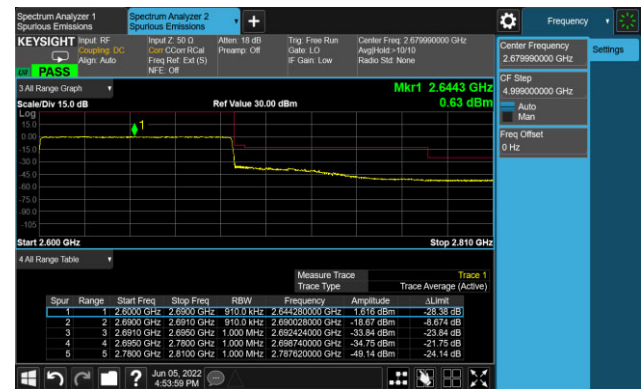 Spectrum Analyzer 1
Spurious Emissions
Spectrum Analyzer 2
Spurious Emissions
Frequency
KEYSIGHT
Input: RF
Coupling: DC
Align: Auto
Input Z: 50 Ω
Corr CCorr RCal
Freq Ref: Ext (S)
NFE: Off
Atten: 18 dB
Preamp: Off
Trig: Free Run
Gate: LO
IF Gain: Low
Center Freq: 2.679990000 GHz
Avg|Hold:>10/10
Radio Std: None
PASS
Center Frequency
2.679990000 GHz
Settings
CF Step
4.999000000 GHz
Auto
Man
Freq Offset
0 Hz
3 All Range Graph
Mkr1 2.6443 GHz
Scale/Div 15.0 dB
Ref Value 30.00 dBm
0.63 dBm
Log
15.0
0.00
-15.0
-30.0
-45.0
-60.0
-75.0
-90.0
-105
1
Start 2.600 GHz
Stop 2.810 GHz
4 All Range Table
Measure Trace Trace 1
Trace Type Trace Average (Active)
Spur Range Start Freq Stop Freq RBW Frequency Amplitude ΔLimit
1 1 2.6000 GHz 2.6900 GHz 910.0 kHz 2.644280000 GHz 1.616 dBm -28.38 dB
2 2 2.6900 GHz 2.6910 GHz 910.0 kHz 2.690028000 GHz -18.67 dBm -8.674 dB
3 3 2.6910 GHz 2.6950 GHz 1.000 MHz 2.692424000 GHz -33.84 dBm -23.84 dB
4 4 2.6950 GHz 2.7800 GHz 1.000 MHz 2.698740000 GHz -34.75 dBm -21.75 dB
5 5 2.7800 GHz 2.8100 GHz 1.000 MHz 2.787620000 GHz -49.14 dBm -24.14 dB
Jun 05, 2022
4:53:59 PM